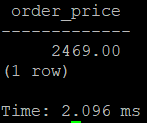 order_price
-------------
2469.00
(1 row)
Time: 2.096 ms